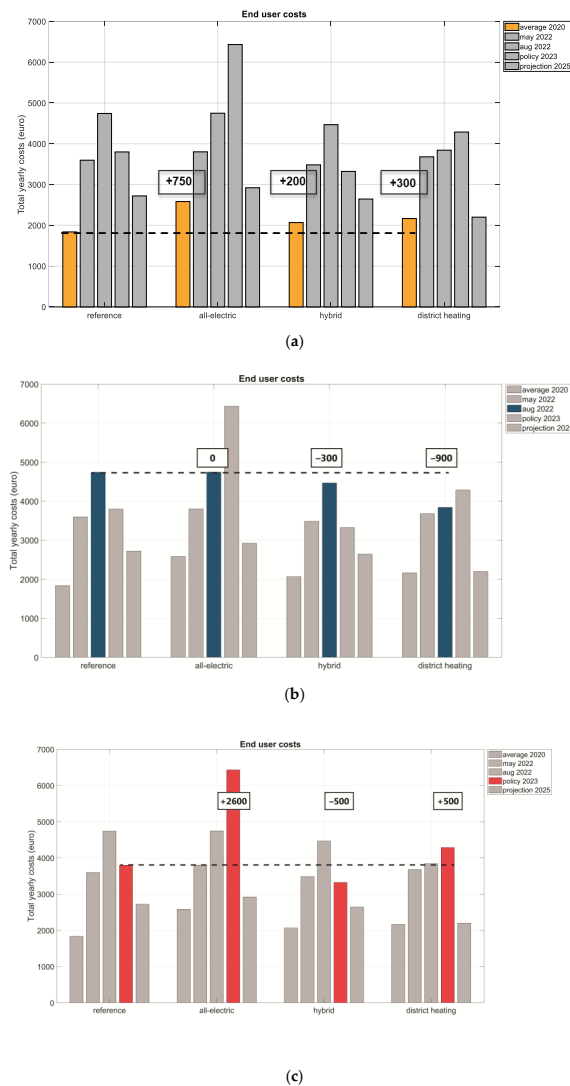 End user costs
average 2020
may 2022
aug 2022
policy 2023
projection 2025
Total yearly costs (euro)
7000
6000
5000
4000
3000
2000
1000
0
+750
+200
+300
reference
all-electric
hybrid
district heating
(a)
End user costs
average 2020
may 2022
aug 2022
policy 2023
projection 202
Total yearly costs (euro)
7000
6000
5000
4000
3000
2000
1000
0
0
−300
−900
reference
all-electric
hybrid
district heating
(b)
End user costs
average 2020
may 2022
aug 2022
policy 2023
projection 2025
Total yearly costs (euro)
7000
6000
5000
4000
3000
2000
1000
0
+2600
−500
+500
reference
all-electric
hybrid
district heating
(c)